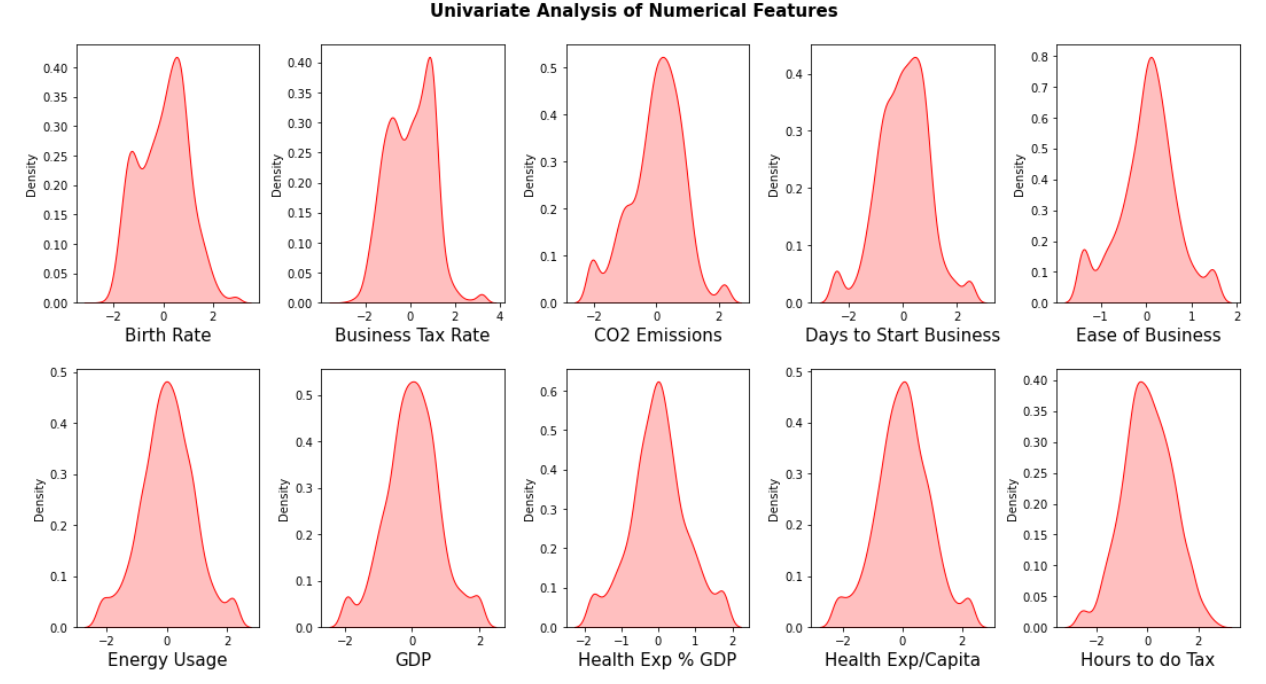 Univariate Analysis of Numerical Features
0.40
0.35
0.30
0.25
0.20
0.15
0.10
0.05
0.00
Density
−2 0 2
Birth Rate
0.40
0.35
0.30
0.25
0.20
0.15
0.10
0.05
0.00
Density
−2 0 2 4
Business Tax Rate
0.5
0.4
0.3
0.2
0.1
0.0
Density
−2 0 2
CO2 Emissions
0.4
0.3
0.2
0.1
0.0
Density
−2 0 2
Days to Start Business
0.8
0.7
0.6
0.5
0.4
0.3
0.2
0.1
0.0
Density
−1 0 1 2
Ease of Business
0.5
0.4
0.3
0.2
0.1
0.0
Density
−2 0 2
Energy Usage
0.5
0.4
0.3
0.2
0.1
0.0
Density
−2 0 2
GDP
0.6
0.5
0.4
0.3
0.2
0.1
0.0
Density
−2 −1 0 1 2
Health Exp % GDP
0.5
0.4
0.3
0.2
0.1
0.0
Density
−2 0 2
Health Exp/Capita
0.40
0.35
0.30
0.25
0.20
0.15
0.10
0.05
0.00
Density
−2 0 2
Hours to do Tax